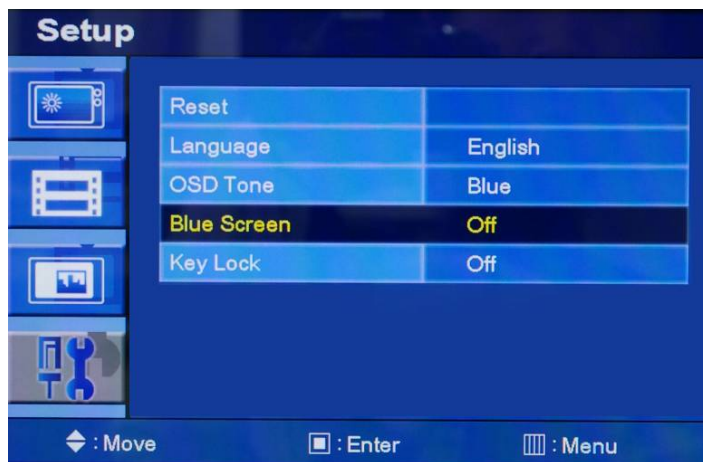 Setup
Reset
Language English
OSD Tone Blue
Blue Screen Off
Key Lock Off
: Move : Enter : Menu